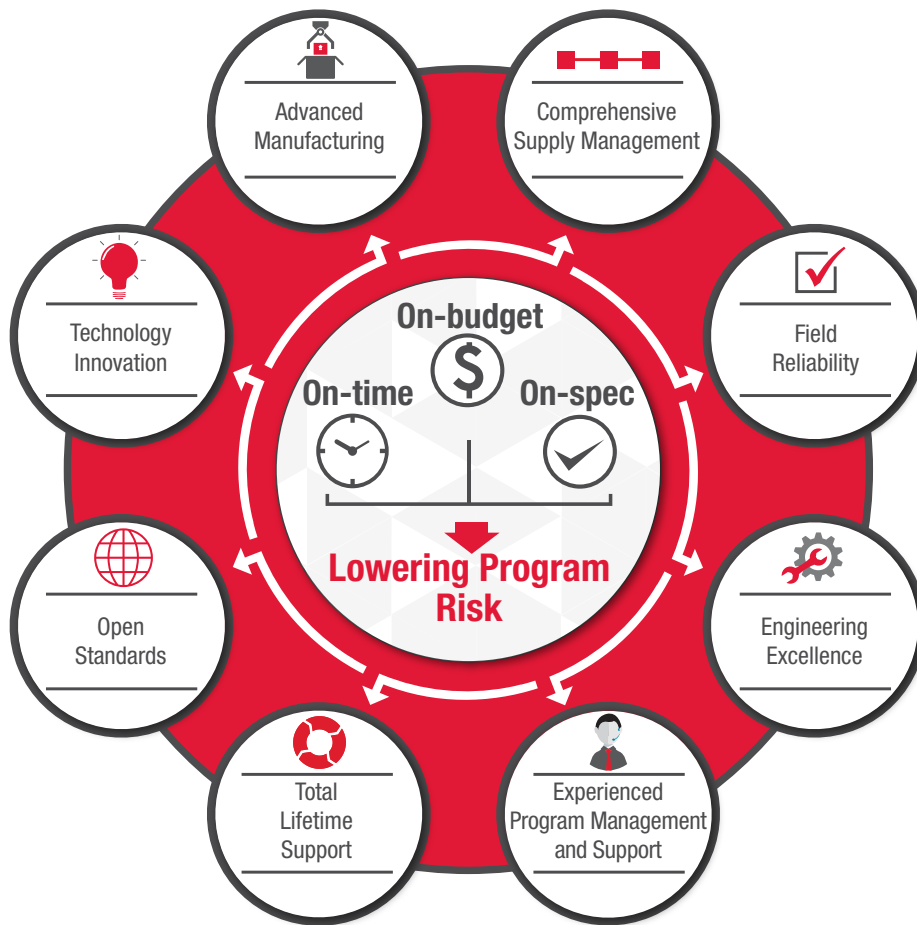 Advanced
Manufacturing
Comprehensive
Supply Management
Technology
Innovation
Field
Reliability
On-budget
$
On-time
On-spec
Lowering Program
Risk
Open
Standards
Engineering
Excellence
Total
Lifetime
Support
Experienced
Program Management
and Support